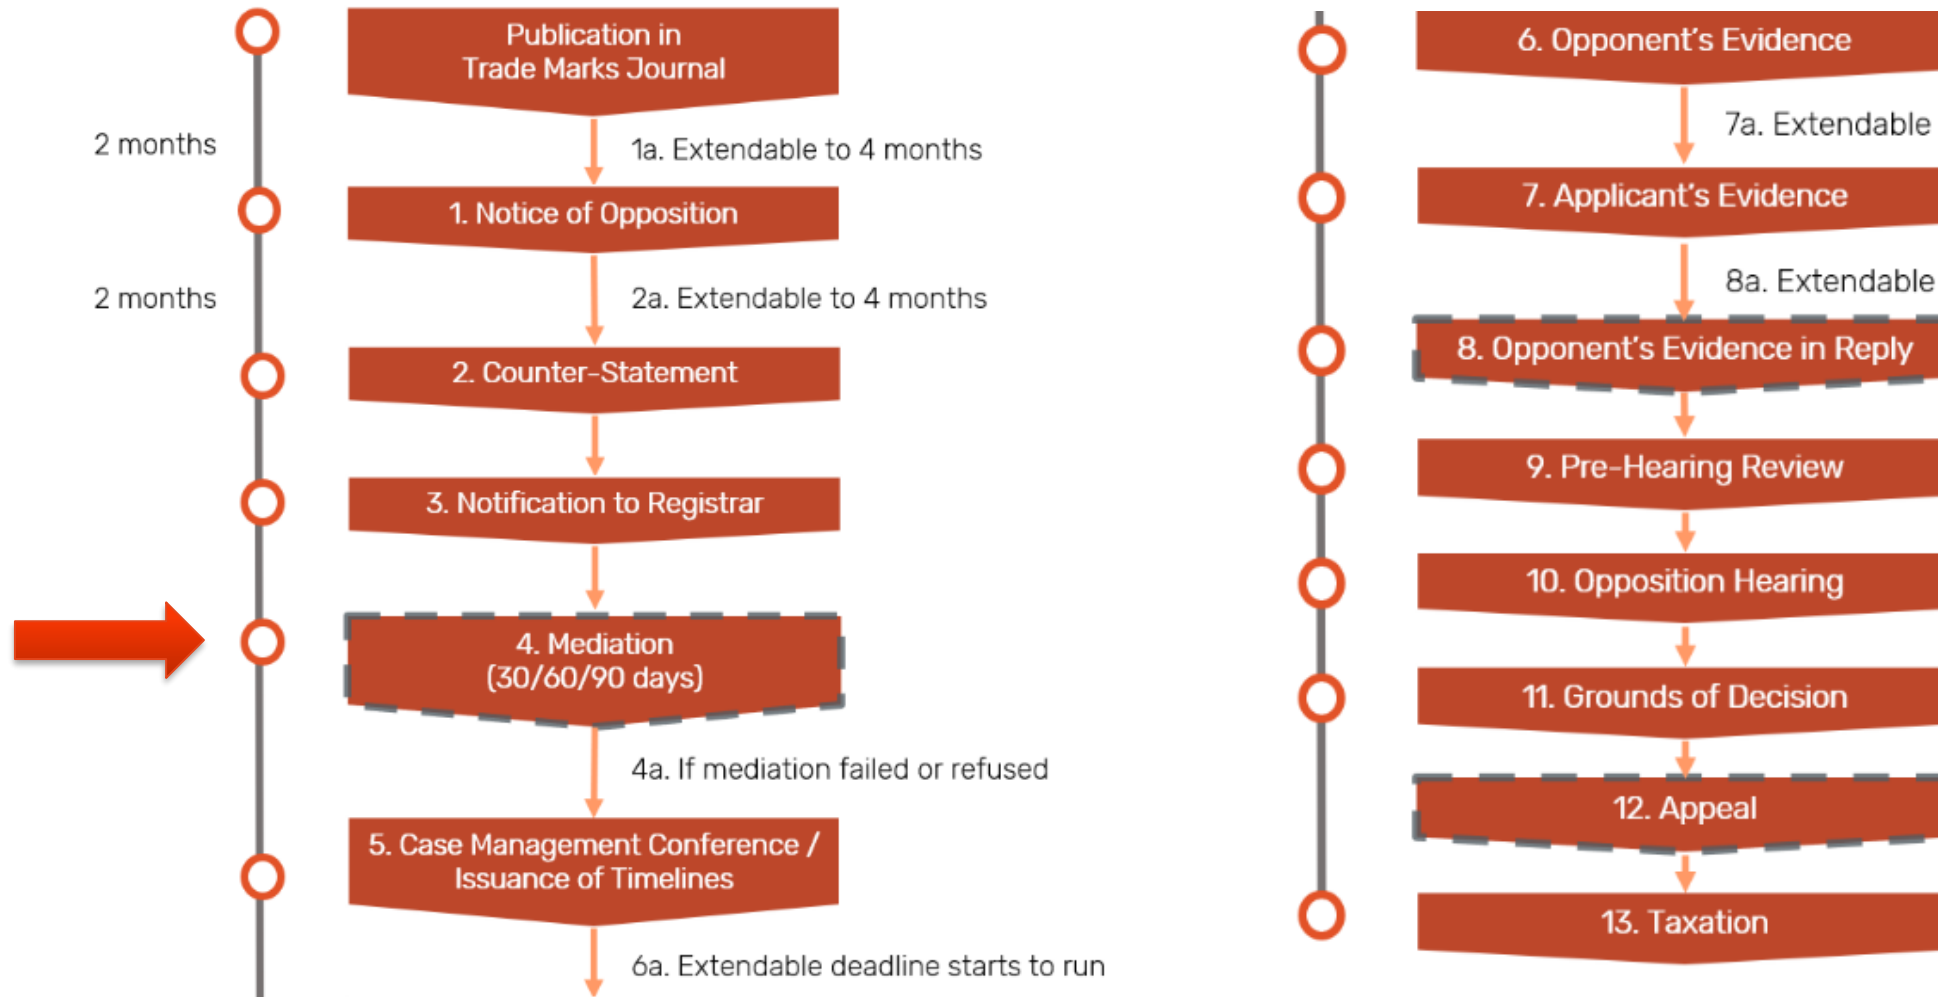 Publication in
Trade Marks Journal
2 months
1a. Extendable to 4 months
1. Notice of Opposition
2 months
2a. Extendable to 4 months
2. Counter-Statement
3. Notification to Registrar
4. Mediation
(30/60/90 days)
4a. If mediation failed or refused
5. Case Management Conference /
Issuance of Timelines
6a. Extendable deadline starts to run
6. Opponent's Evidence
7a. Extendable
7. Applicant's Evidence
8a. Extendable
8. Opponent's Evidence in Reply
9. Pre-Hearing Review
10. Opposition Hearing
11. Grounds of Decision
12. Appeal
13. Taxation